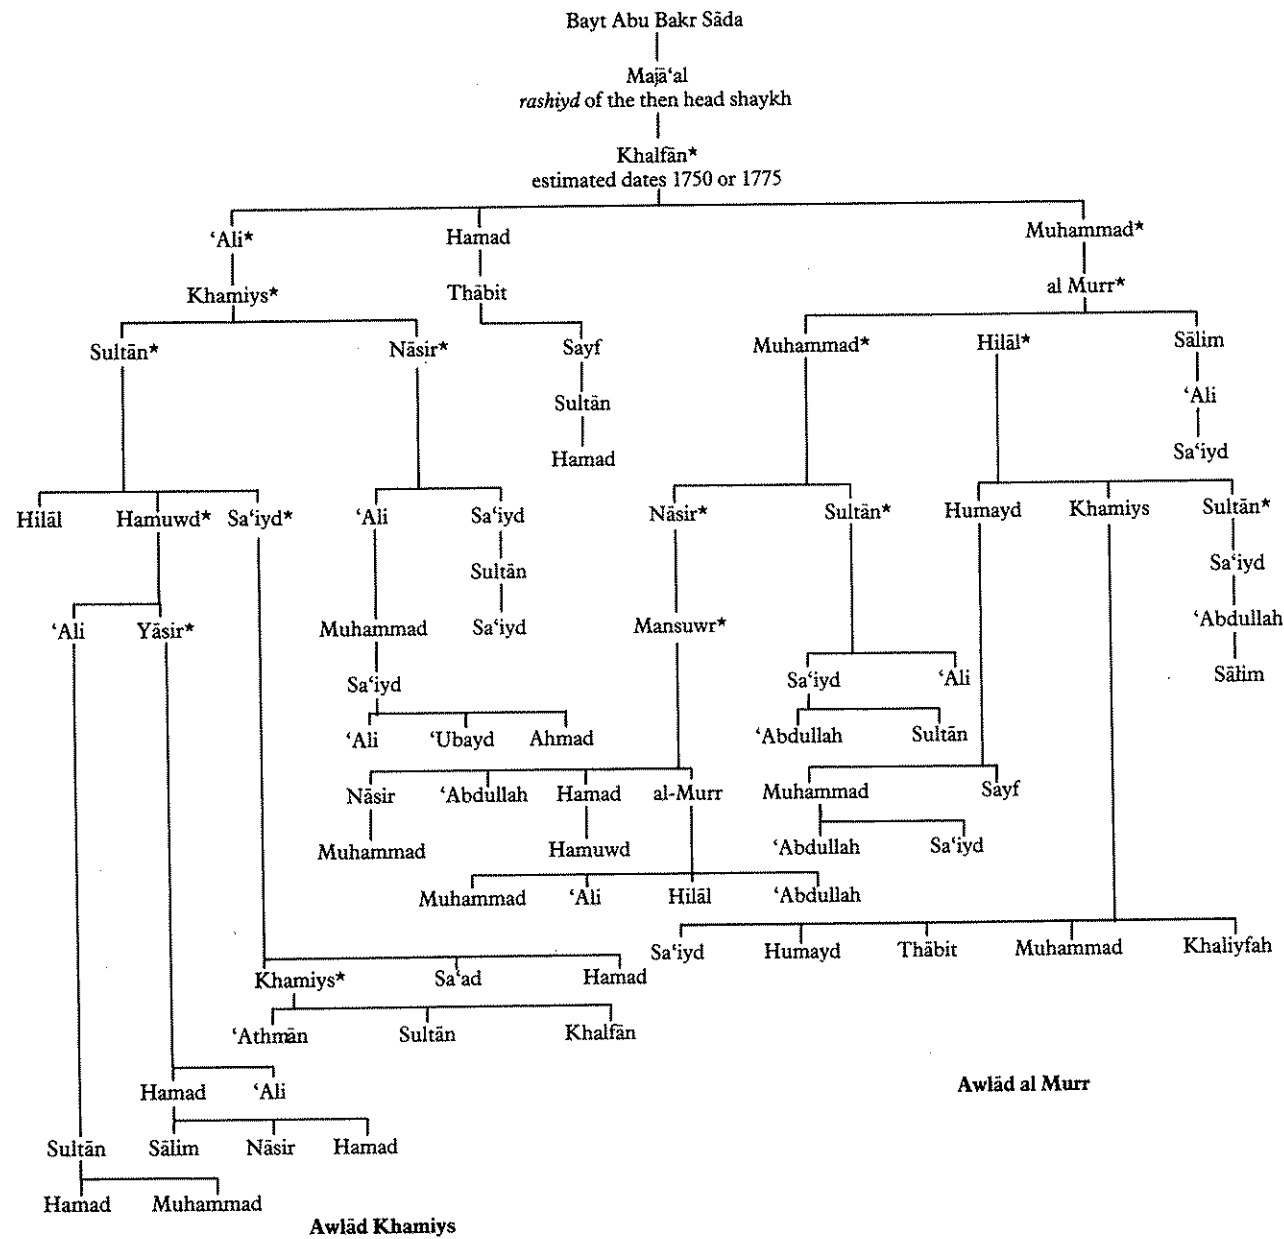 Bayt Abu Bakr Sāda
Majā‘al
rashiyd of the then head shaykh
Khalfān*
estimated dates 1750 or 1775
‘Ali* Hamad Muhammad*
Khamiys* Thābit al Murr*
Sultān* Nāsir* Sayf Muhammad* Hilāl* Sālim
Sultān ‘Ali
Hamad Sa‘iyd
Hilāl Hamuwd* Sa‘iyd* ‘Ali Sa‘iyd Nāsir* Sultān* Humayd Khamiys Sultān*
Sultān Sa‘iyd
‘Ali Yāsir* Muhammad Sa‘iyd Mansuwr* ‘Abdullah
Sa‘iyd Sa‘iyd ‘Ali Sālim
‘Ali ‘Ubayd Ahmad ‘Abdullah Sultān
Nāsir ‘Abdullah Hamad al-Murr Muhammad Sayf
Muhammad Hamuwd ‘Abdullah Sa‘iyd
Muhammad ‘Ali Hilāl ‘Abdullah
Sa‘iyd Humayd Thābit Muhammad Khaliyfah
Khamiys* Sa‘ad Hamad
‘Athmān Sultān Khalfān
Hamad ‘Ali Awlād al Murr
Sultān Sālim Nāsir Hamad
Hamad Muhammad
Awlād Khamiys